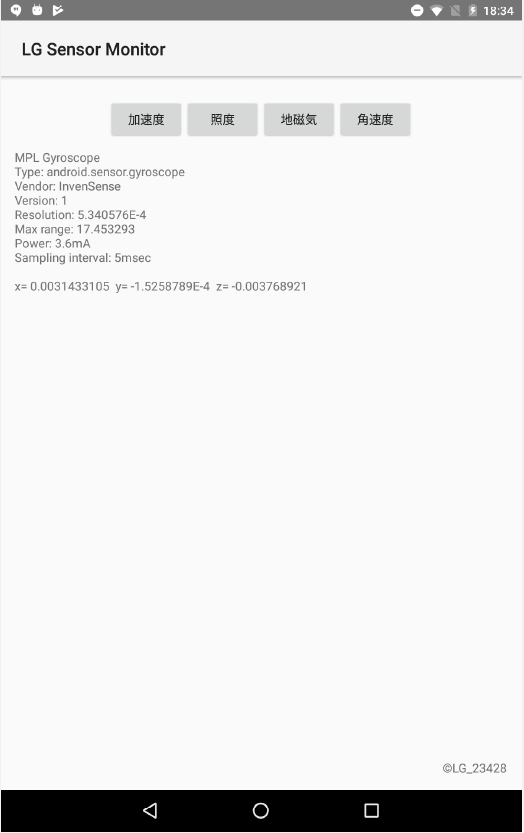 18:34
LG Sensor Monitor
加速度 照度 地磁気 角速度
MPL Gyroscope
Type: android.sensor.gyroscope
Vendor: InvenSense
Version: 1
Resolution: 5.340576E-4
Max range: 17.453293
Power: 3.6mA
Sampling interval: 5msec
x= 0.0031433105 y= -1.5258789E-4 z= -0.003768921
©LG_23428